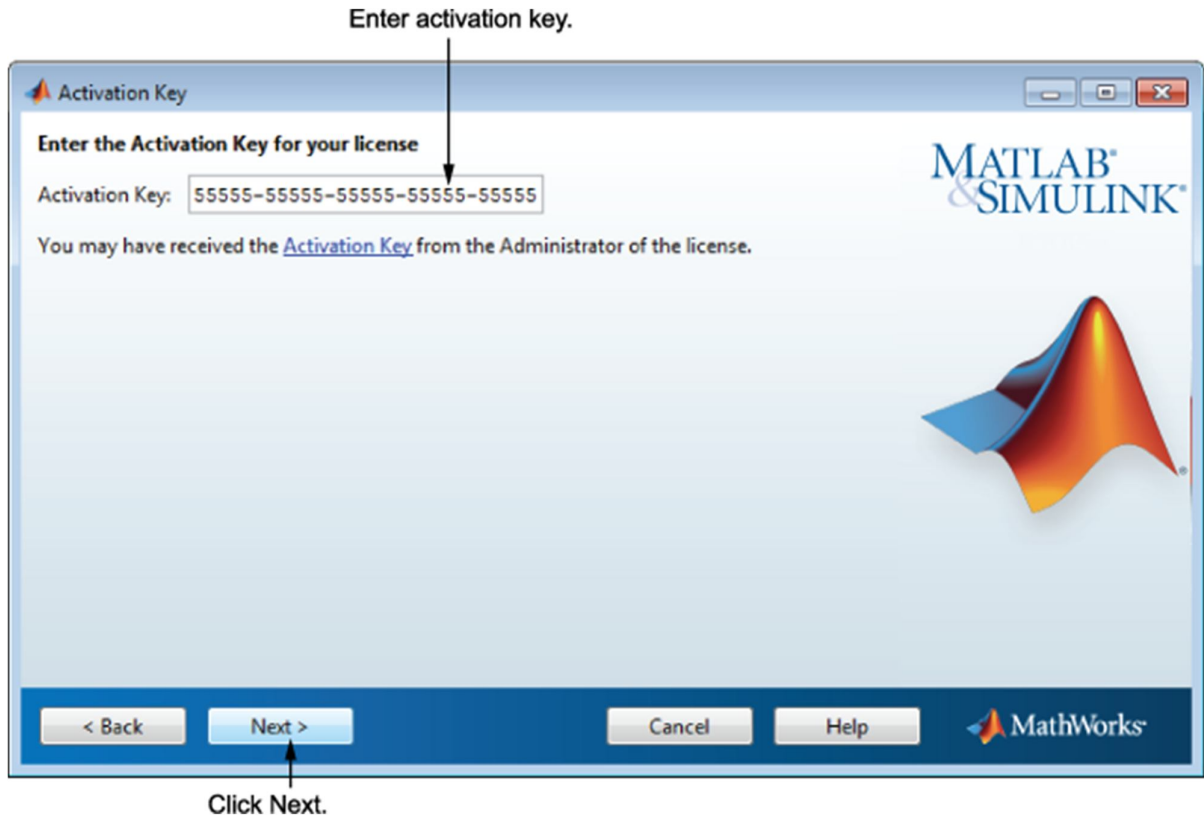 Enter activation key.
Activation Key
Enter the Activation Key for your license
MATLAB®
&SIMULINK®
Activation Key: 55555-55555-55555-55555-55555
You may have received the Activation Key from the Administrator of the license.
®
< Back Next > Cancel Help MathWorks®
Click Next.